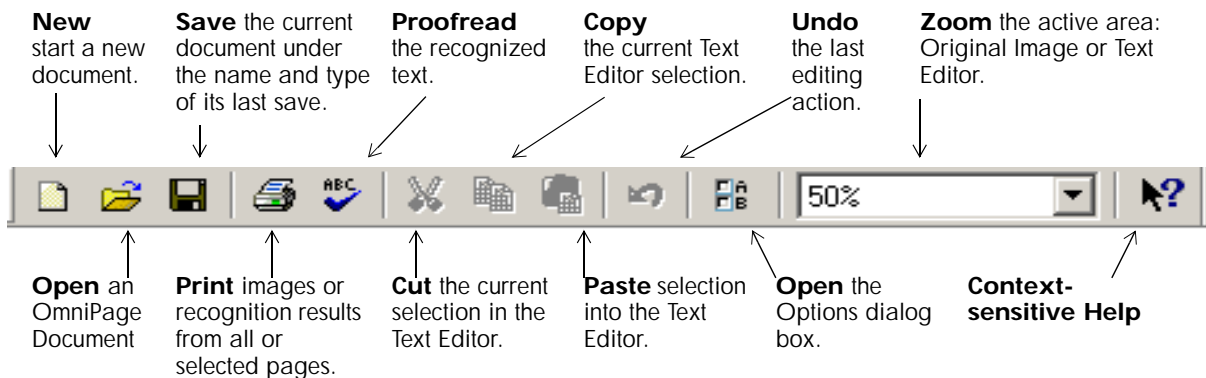 New
start a new
document.
Save the current
document under
the name and type
of its last save.
Proofread
the recognized
text.
Copy
the current Text
Editor selection.
Undo
the last
editing
action.
Zoom the active area:
Original Image or Text
Editor.
ABC
A
B
50%
?
Open an
OmniPage
Document
Print images or
recognition results
from all or
selected pages.
Cut the current
selection in the
Text Editor.
Paste selection
into the Text
Editor.
Open the
Options dialog
box.
Context-
sensitive Help